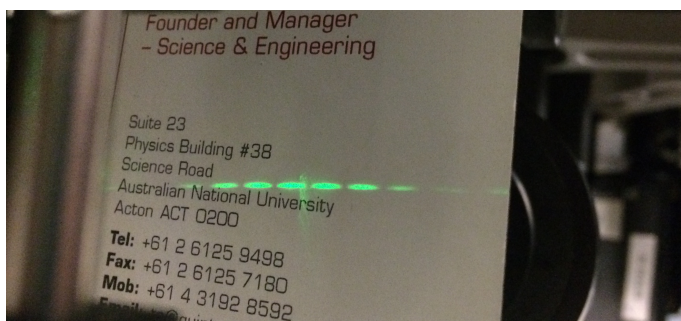 Founder and Manager
– Science & Engineering
Suite 23
Physics Building #38
Science Road
Australian National University
Acton ACT 0200
Tel: +61 2 6125 9498
Fax: +61 2 6125 7180
Mob: +61 4 3192 8592
Email: